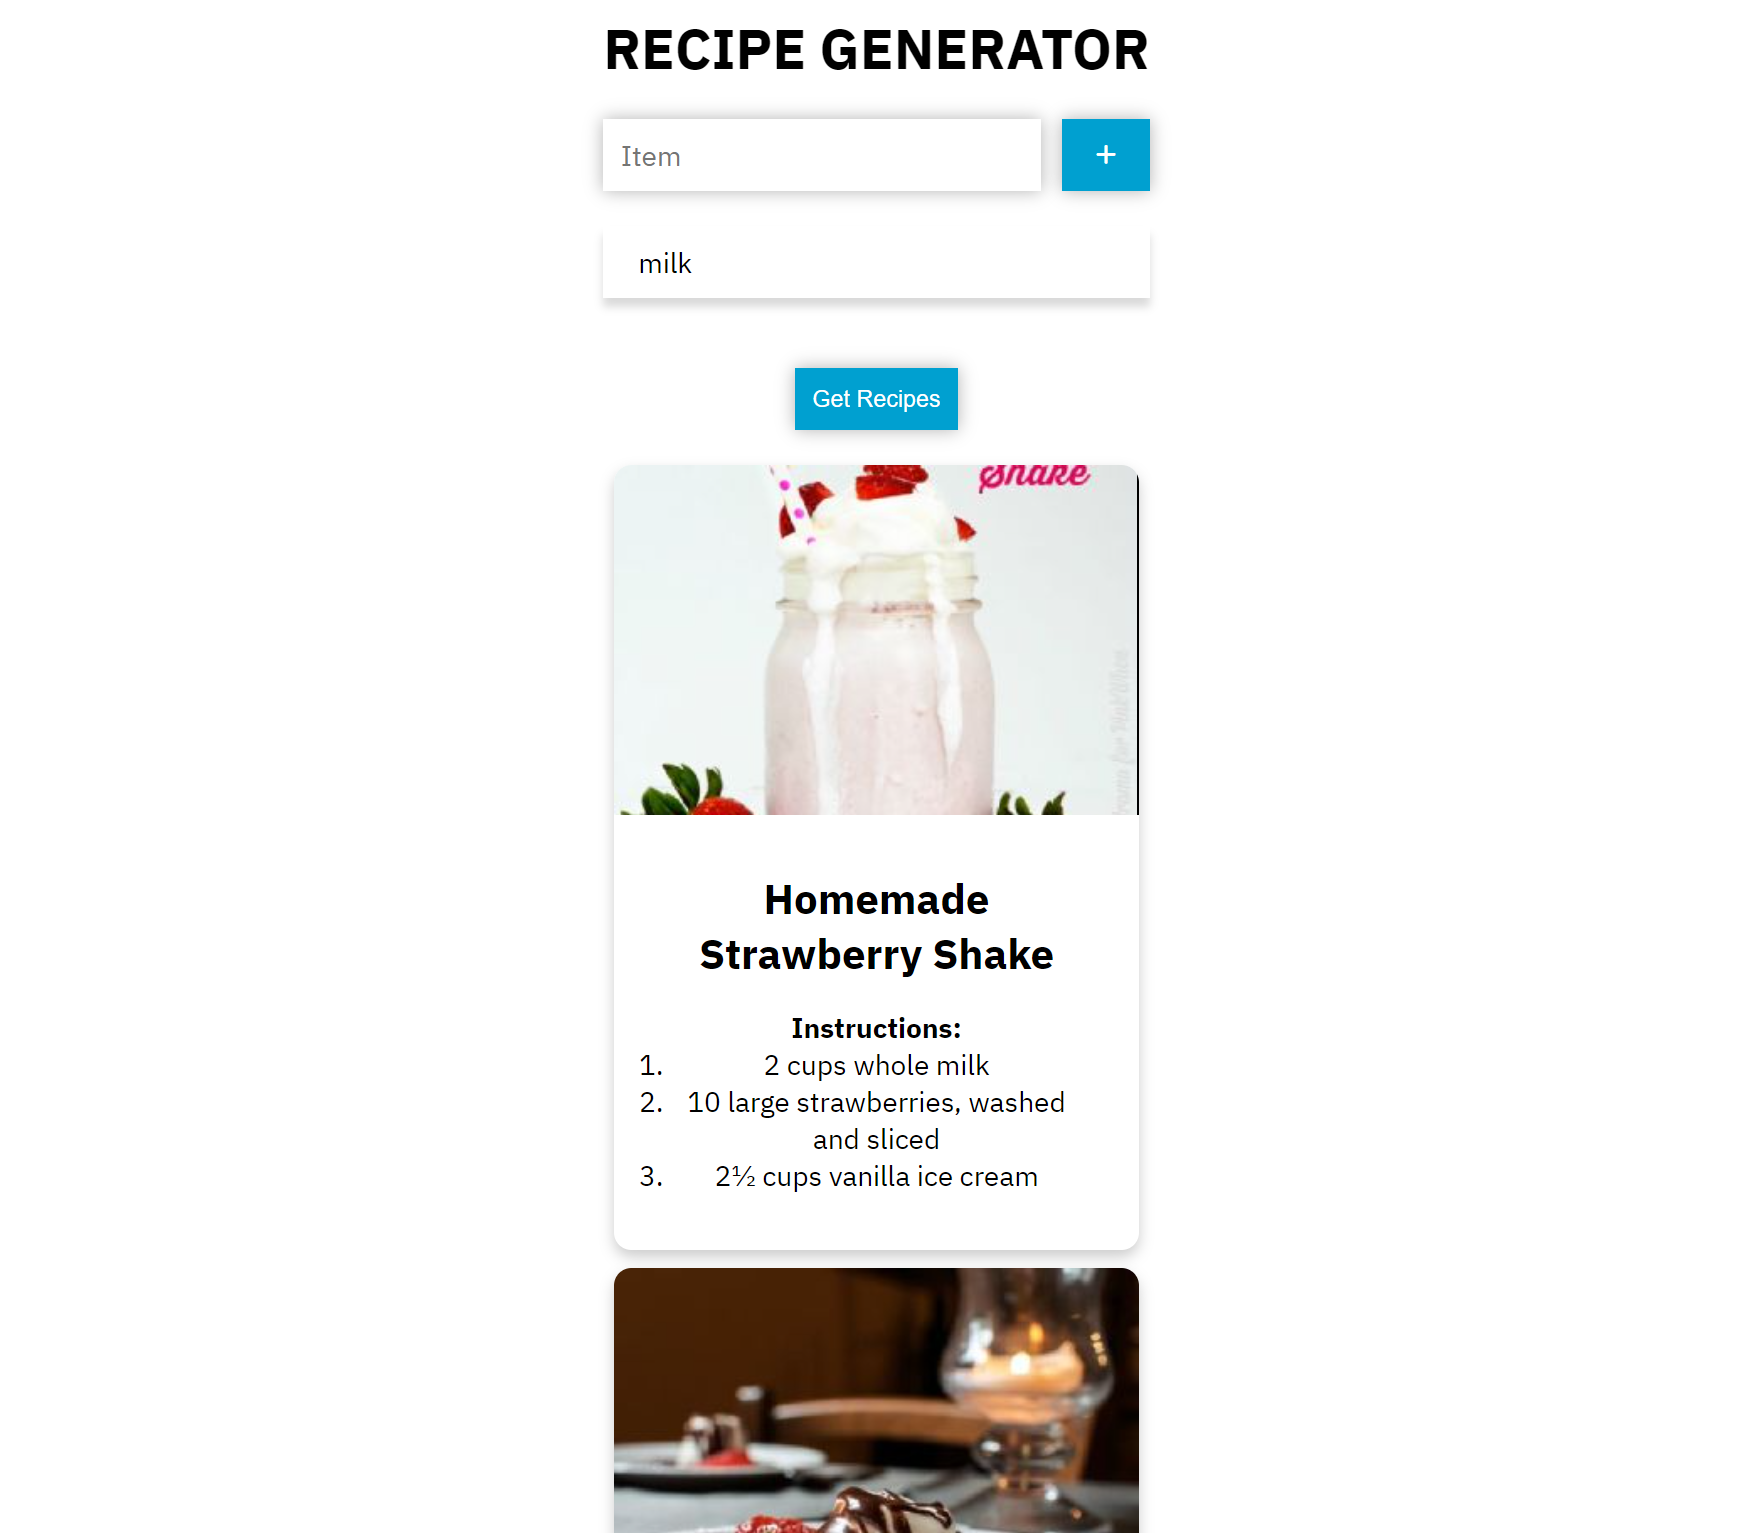 RECIPE GENERATOR
Item
+
milk
Get Recipes
Shake
Homemade
Strawberry Shake
Instructions:
1. 2 cups whole milk
2. 10 large strawberries, washed
and sliced
3. 2½ cups vanilla ice cream